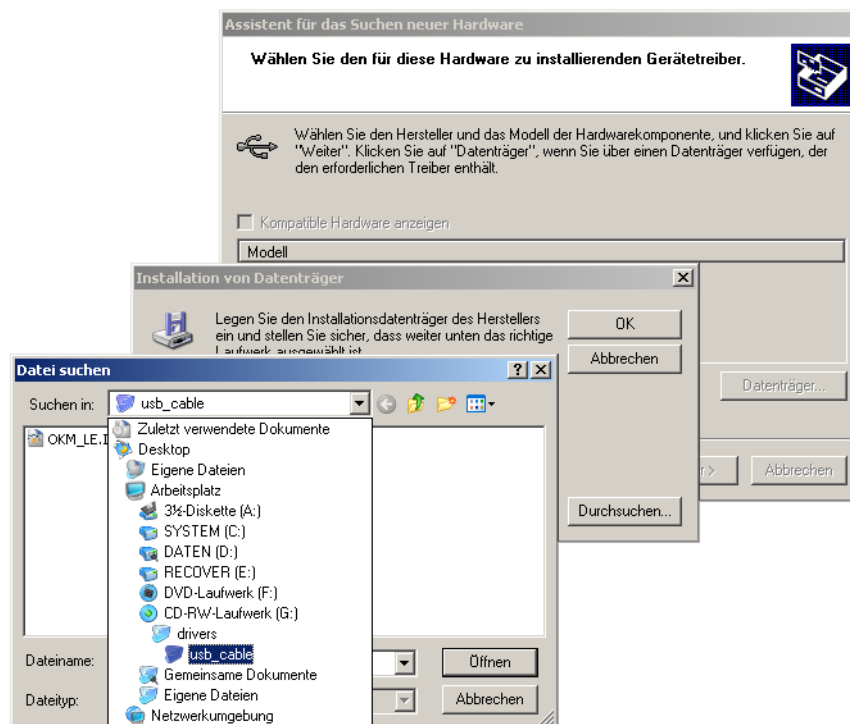 Assistent für das Suchen neuer Hardware
Wählen Sie den für diese Hardware zu installierenden Gerätetreiber.
Wählen Sie den Hersteller und das Modell der Hardwarekomponente, und klicken Sie auf
"Weiter". Klicken Sie auf "Datenträger", wenn Sie über einen Datenträger verfügen, der
den erforderlichen Treiber enthält.
Kompatible Hardware anzeigen
Modell
Datenträger...
Abbrechen
Installation von Datenträger
Legen Sie den Installationsdatenträger des Herstellers
ein und stellen Sie sicher, dass weiter unten das richtige
Laufwerk ausgewählt ist.
OK
Abbrechen
Durchsuchen...
Datei suchen
Suchen in: usb_cable
OKM_LE.I
Zuletzt verwendete Dokumente
Desktop
Eigene Dateien
Arbeitsplatz
3½-Diskette (A:)
SYSTEM (C:)
DATEN (D:)
RECOVER (E:)
DVD-Laufwerk (F:)
CD-RW-Laufwerk (G:)
drivers
usb_cable
Gemeinsame Dokumente
Eigene Dateien
Netzwerkumgebung
Dateiname:
Öffnen
Dateityp:
Abbrechen